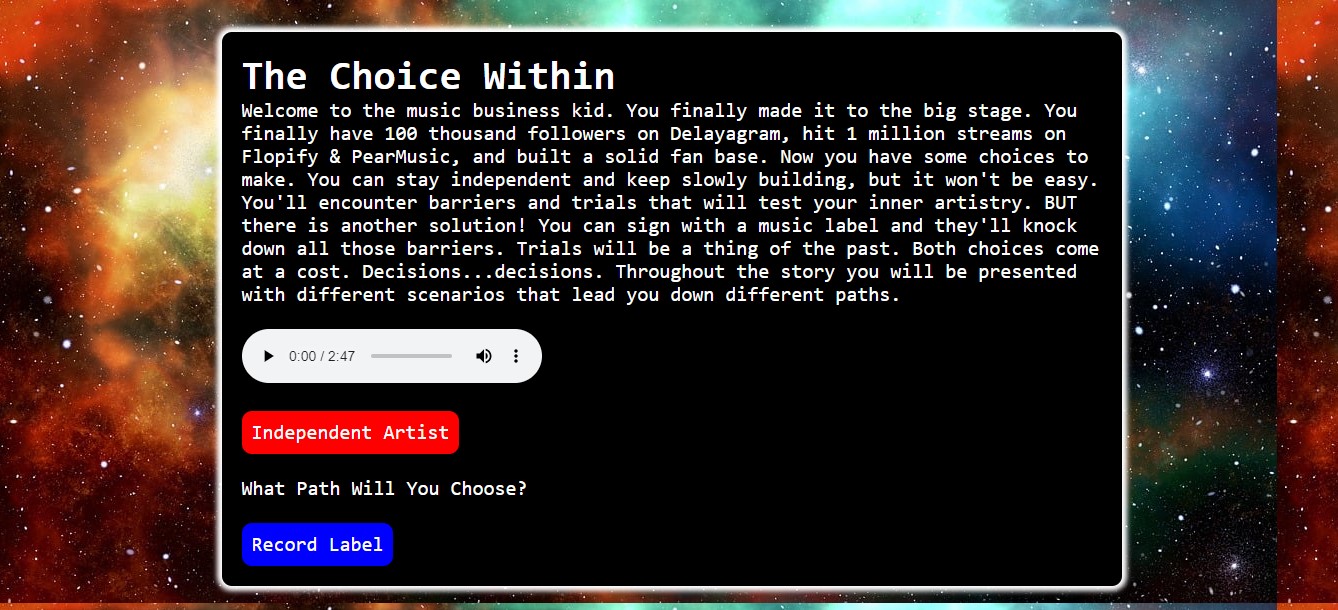 The Choice Within
Welcome to the music business kid. You finally made it to the big stage. You
finally have 100 thousand followers on Delayagram, hit 1 million streams on
Flopify & PearMusic, and built a solid fan base. Now you have some choices to
make. You can stay independent and keep slowly building, but it won't be easy.
You'll encounter barriers and trials that will test your inner artistry. BUT
there is another solution! You can sign with a music label and they'll knock
down all those barriers. Trials will be a thing of the past. Both choices come
at a cost. Decisions...decisions. Throughout the story you will be presented
with different scenarios that lead you down different paths.
0:00 / 2:47
Independent Artist
What Path Will You Choose?
Record Label